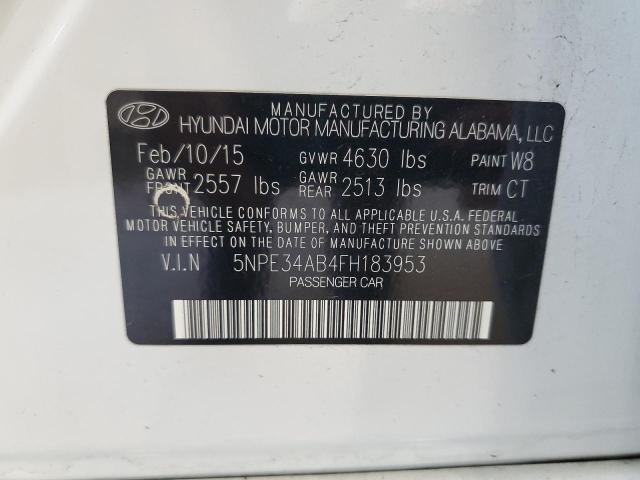 MANUFACTURED BY
HYUNDAI MOTOR MANUFACTURING ALABAMA, LLC
Feb/10/15 GVWR 4630 lbs PAINT W8
GAWR FRONT 2557 lbs GAWR REAR 2513 lbs TRIM CT
THIS VEHICLE CONFORMS TO ALL APPLICABLE U.S.A. FEDERAL
MOTOR VEHICLE SAFETY, BUMPER, AND THEFT PREVENTION STANDARDS
IN EFFECT ON THE DATE OF MANUFACTURE SHOWN ABOVE.
V.I.N 5NPE34AB4FH183953
PASSENGER CAR